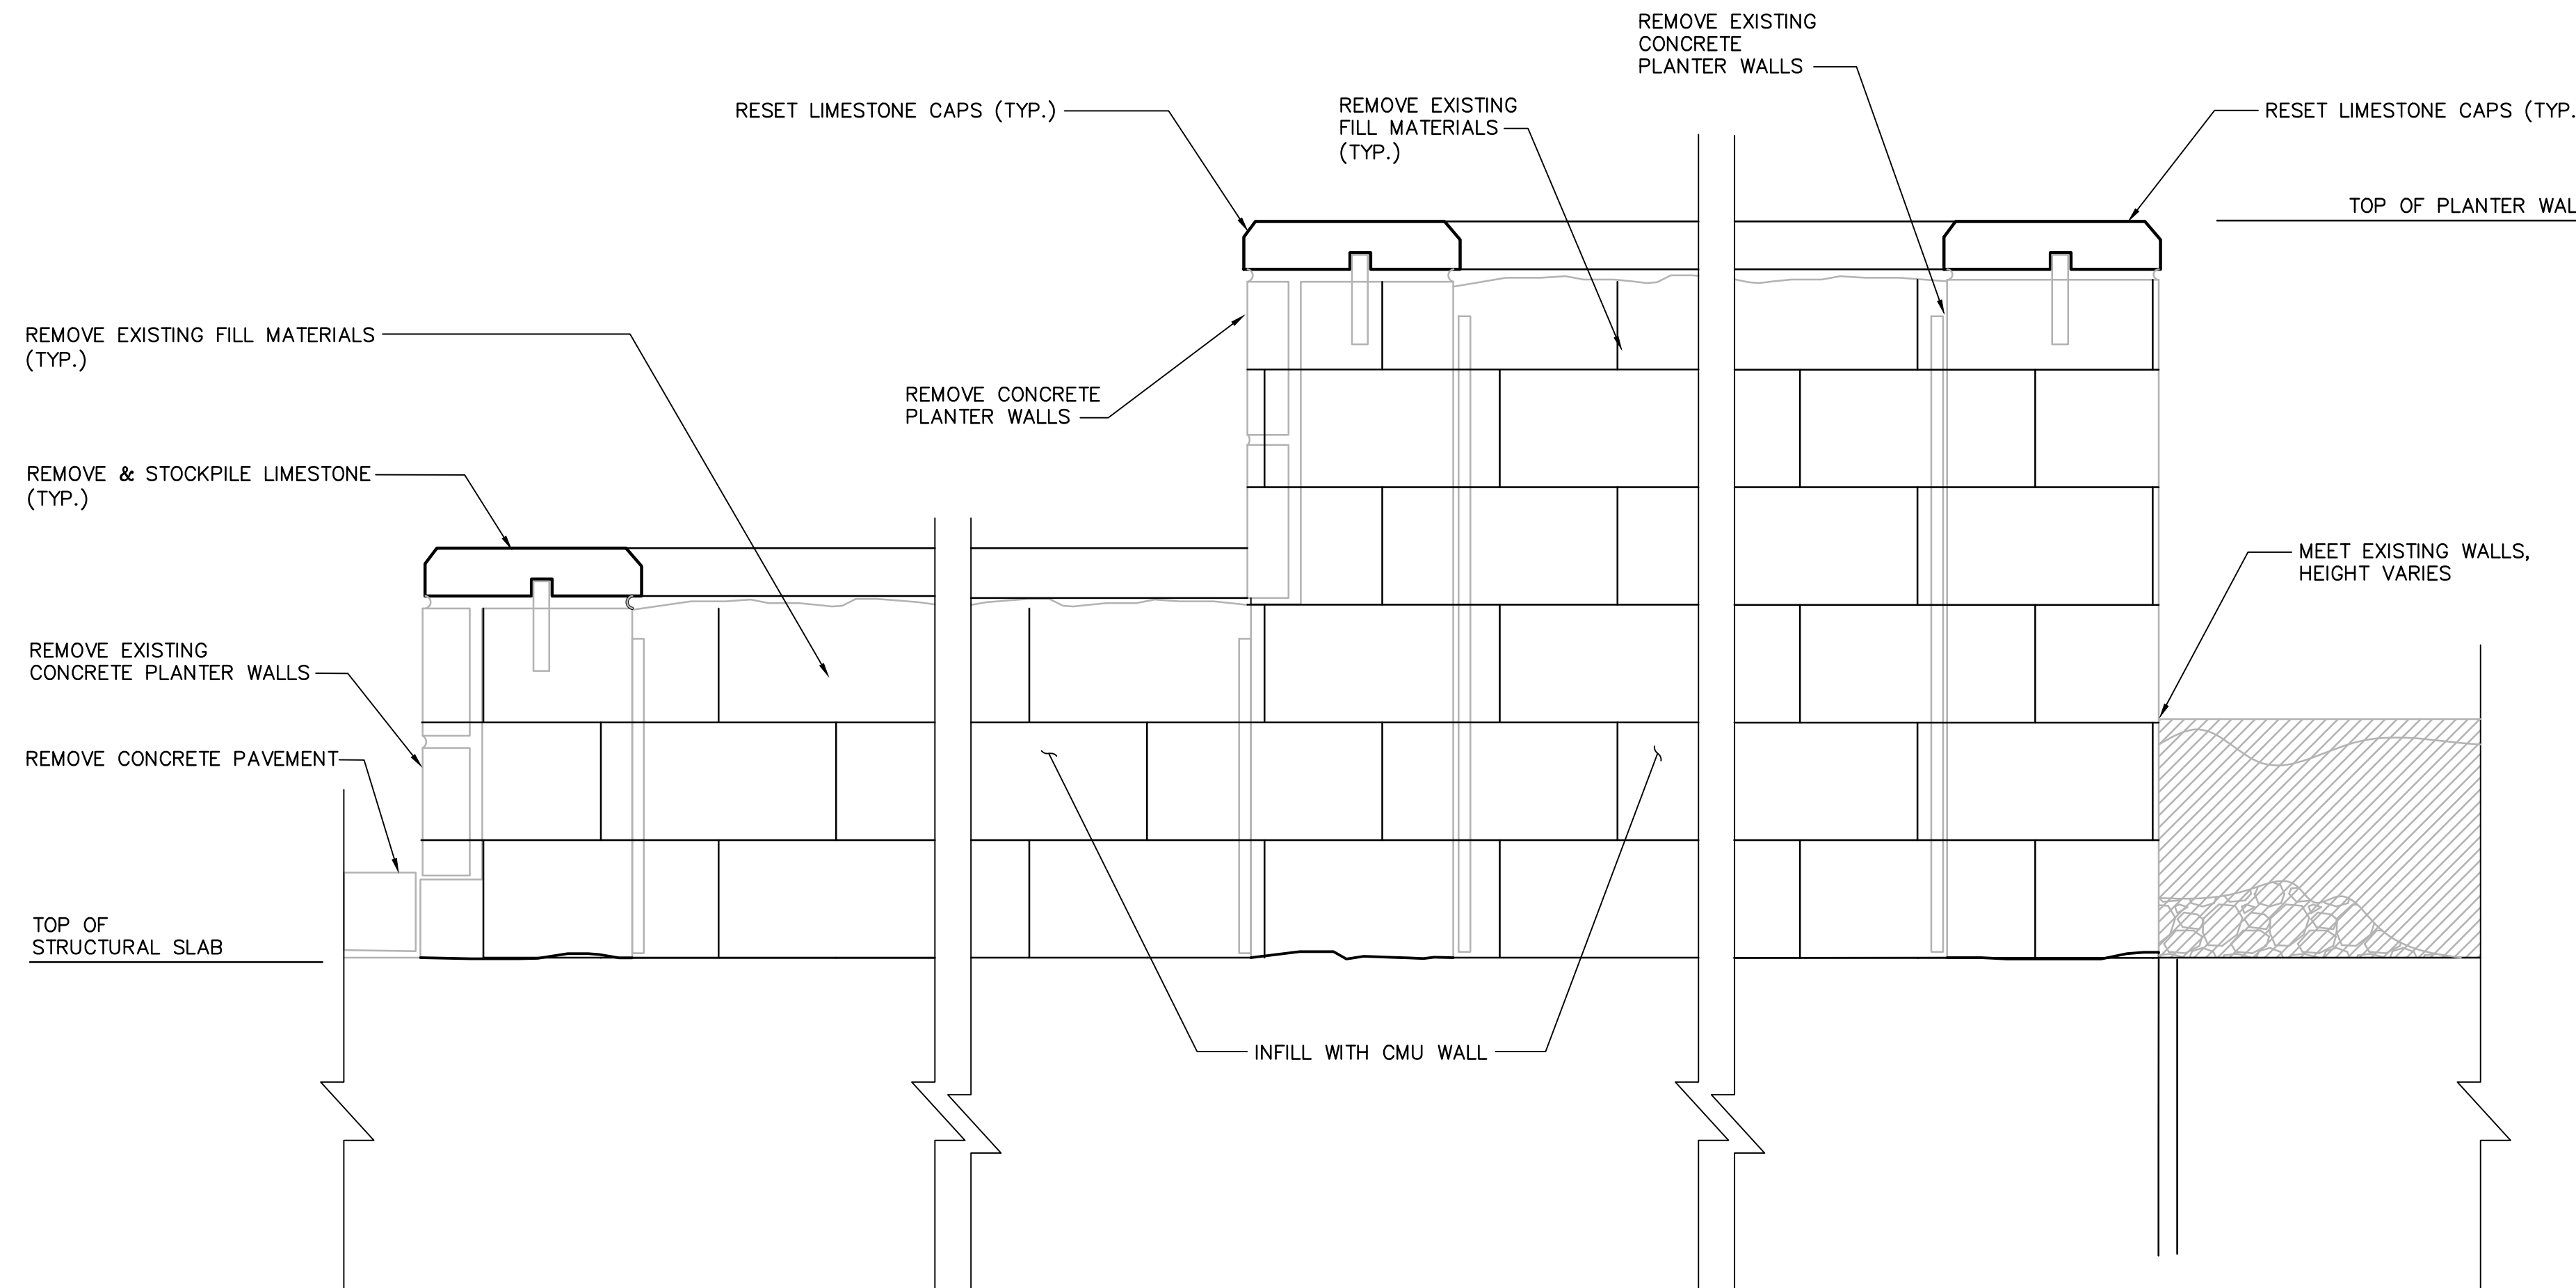 REMOVE EXISTING
CONCRETE
PLANTER WALLS
RESET LIMESTONE CAPS (TYP.)
REMOVE EXISTING
FILL MATERIALS
(TYP.)
RESET LIMESTONE CAPS (TYP.
TOP OF PLANTER WAL
REMOVE EXISTING FILL MATERIALS
(TYP.)
REMOVE CONCRETE
PLANTER WALLS
REMOVE & STOCKPILE LIMESTONE
(TYP.)
MEET EXISTING WALLS,
HEIGHT VARIES
REMOVE EXISTING
CONCRETE PLANTER WALLS
REMOVE CONCRETE PAVEMENT
TOP OF
STRUCTURAL SLAB
INFILL WITH CMU WALL